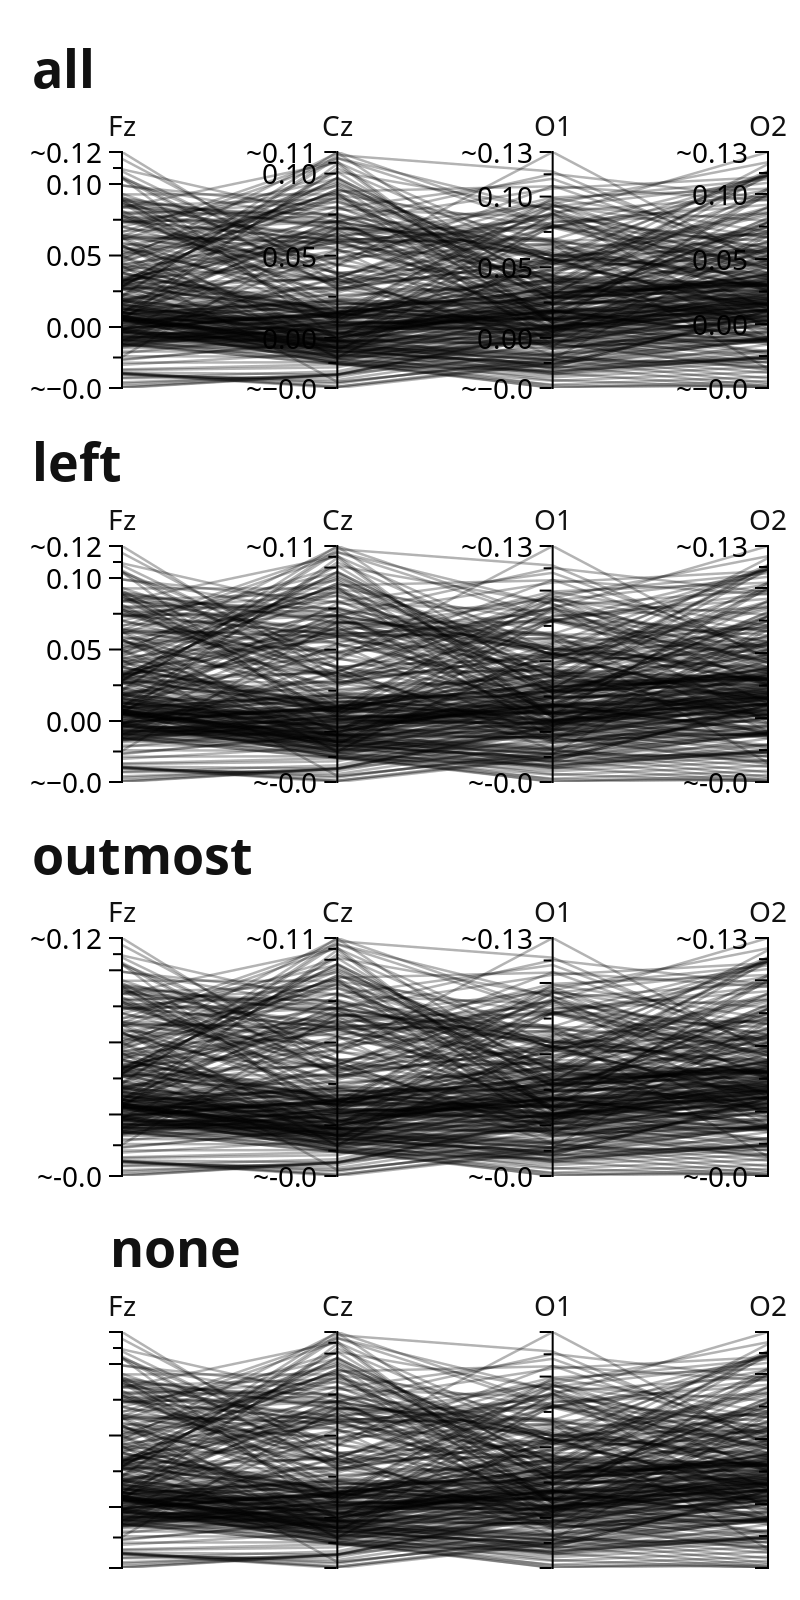 all
Fz Cz O1 O2
~0.12 ~0.11 ~0.13 ~0.13
0.10 0.10 0.10 0.10
0.05 0.05 0.05 0.05
0.00 0.00 0.00 0.00
~−0.0 ~−0.0 ~−0.0 ~−0.0
left
Fz Cz O1 O2
~0.12 ~0.11 ~0.13 ~0.13
0.10
0.05
0.00
~−0.0 ~-0.0 ~-0.0 ~-0.0
outmost
Fz Cz O1 O2
~0.12 ~0.11 ~0.13 ~0.13
~-0.0 ~-0.0 ~-0.0 ~-0.0
none
Fz Cz O1 O2